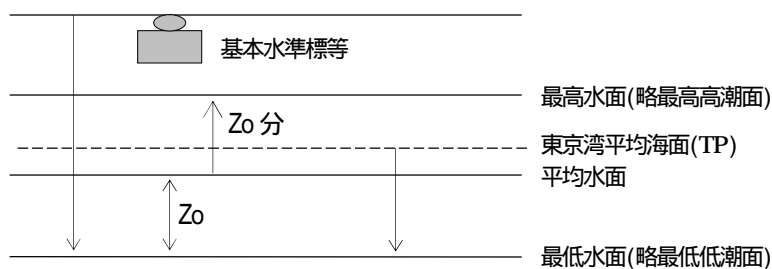 基本水準標等
最高水面(略最高高潮面)
Zo 分
東京湾平均海面(TP)
平均水面
Zo
最低水面(略最低低潮面)